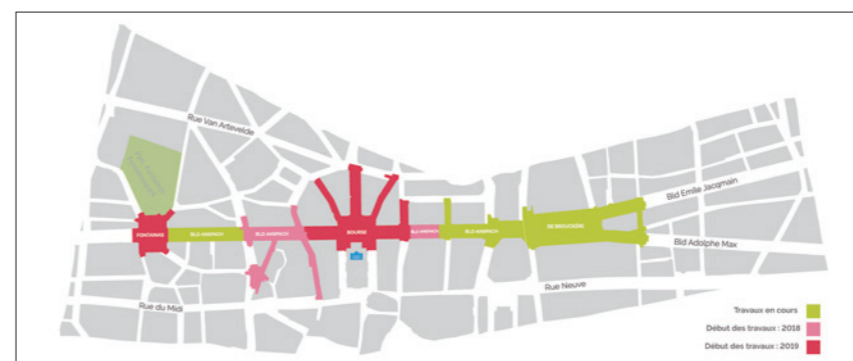 Rue Van Artevelde
Bld Emile Jacqmain
FONTAINAS
BLD ANSPACH
BLD ANSPACH
BOURSE
BLD ANSPACH
BLD ANSPACH
DE BROUCKÈRE
Bld Adolphe Max
Rue du Midi
Rue Neuve
Travaux en cours
Début des travaux : 2018
Début des travaux : 2019